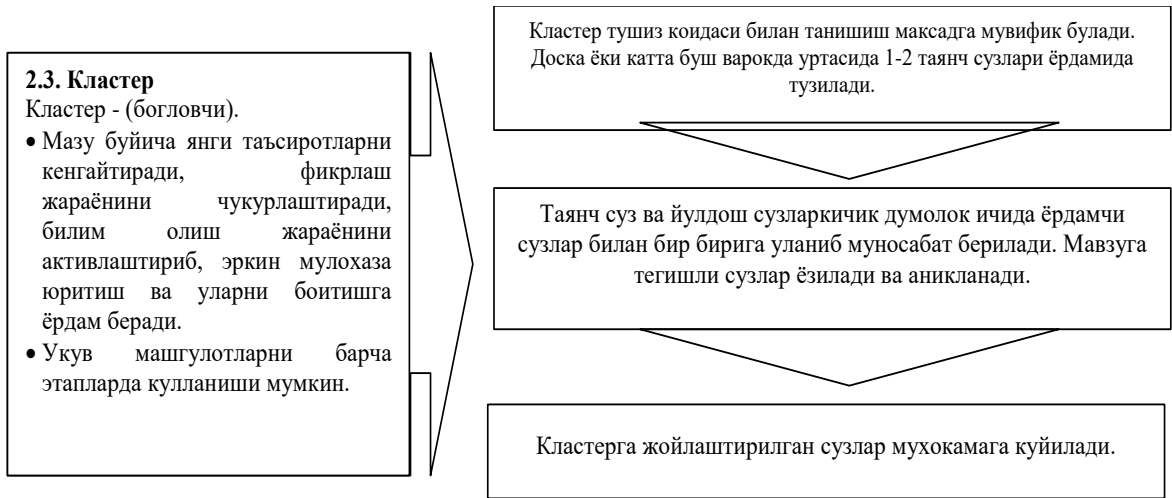 2.3. Кластер
Кластер - (богловчи).
• Мазу буйича янги таъсиротларни
кенгайтиради, фикрлаш
жараёнини чукурлаштиради,
билим олиш жараёнини
активлаштириб, эркин мулохаза
юритиш ва уларни боитишга
ёрдам беради.
• Укув машгулотларни барча
этапларда кулланиши мумкин.
Кластер тушиз коидаси билан танишиш максадга мувифик булади.
Доска ёки катта буш варокда уртасида 1-2 таянч сузлари ёрдамида
тузилади.
Таянч суз ва йулдош сузларкичик думолок ичида ёрдамчи
сузлар билан бир бирига уланиб муносабат берилади. Мавзуга
тегишли сузлар ёзилади ва аникланади.
Кластерга жойлаштирилган сузлар мухокамага куйилади.